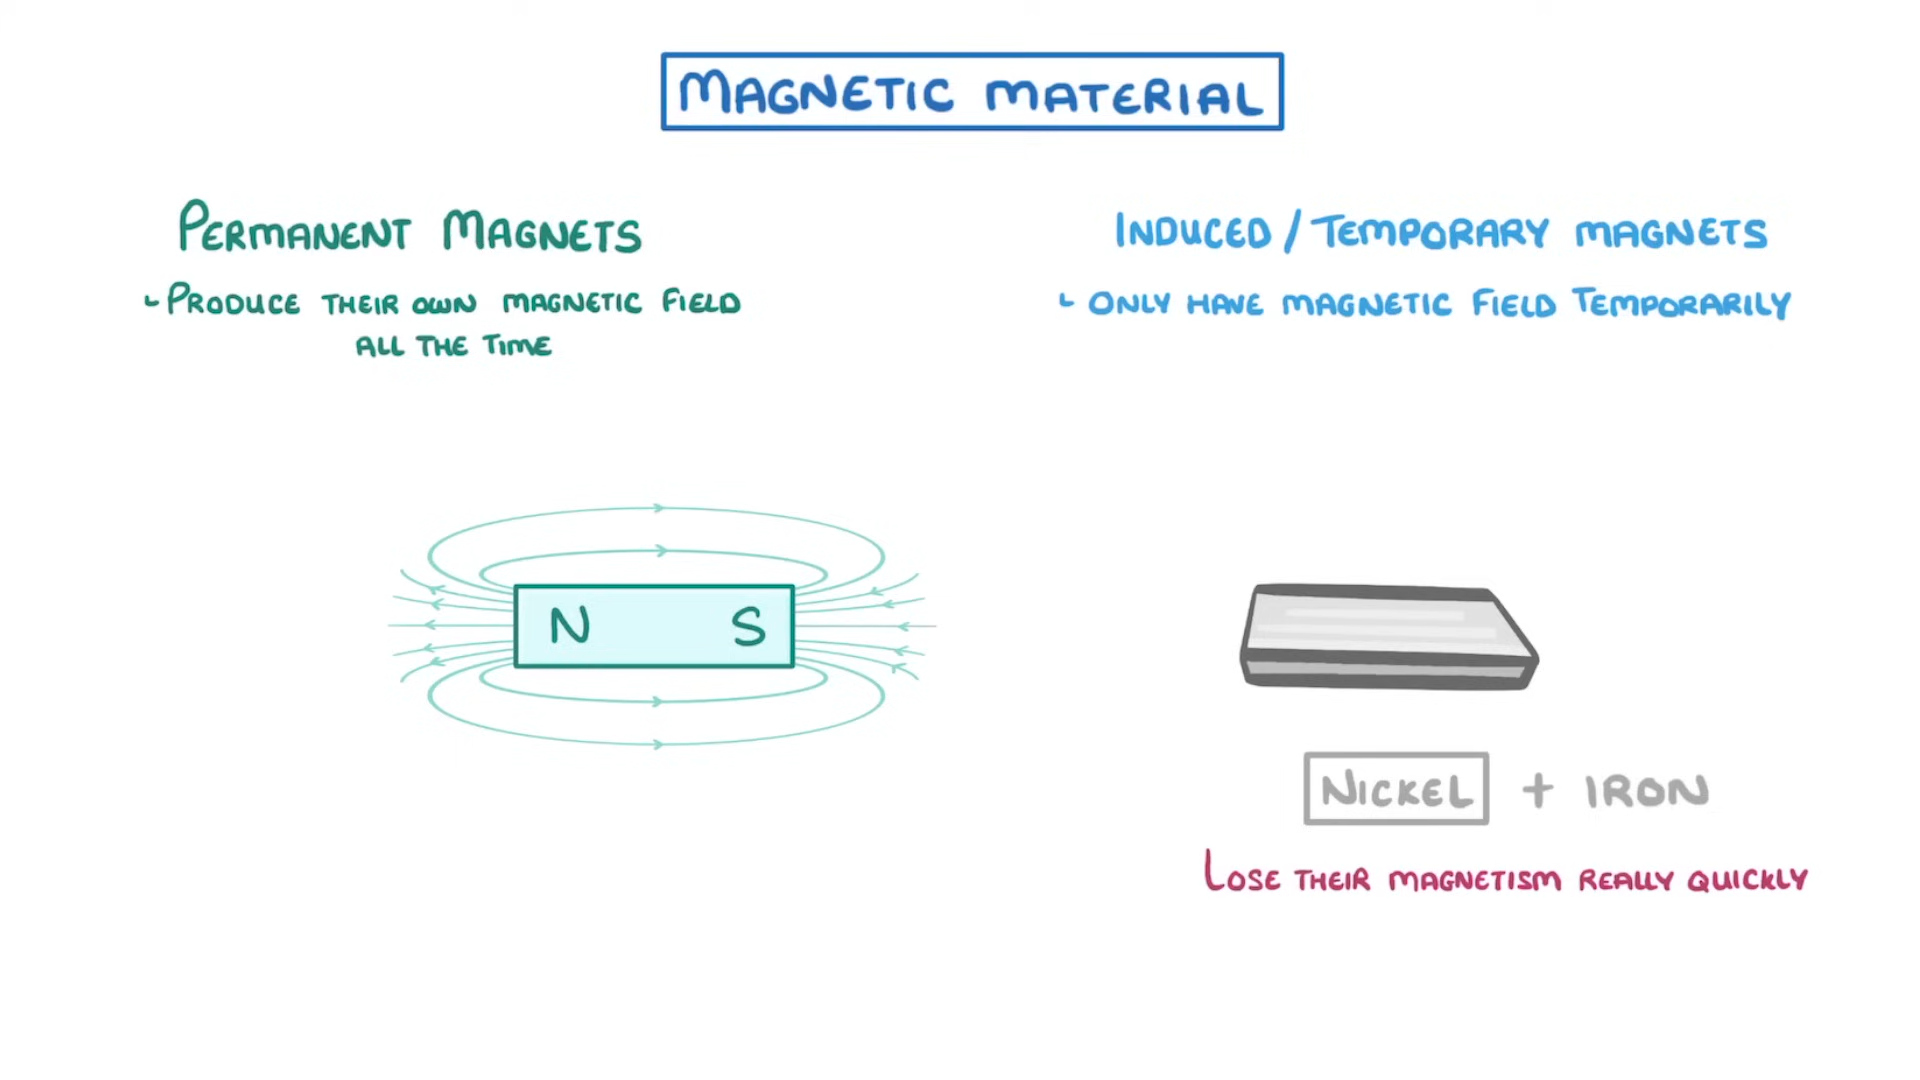 MAGNETIC MATERIAL
PERMANENT MAGNETS
PRODUCE THEIR OWN MAGNETIC FIELD
ALL THE TIME
INDUCED / TEMPORARY MAGNETS
ONLY HAVE MAGNETIC FIELD TEMPORARILY
N S
NICKEL + IRON
LOSE THEIR MAGNETISM REALLY QUICKLY